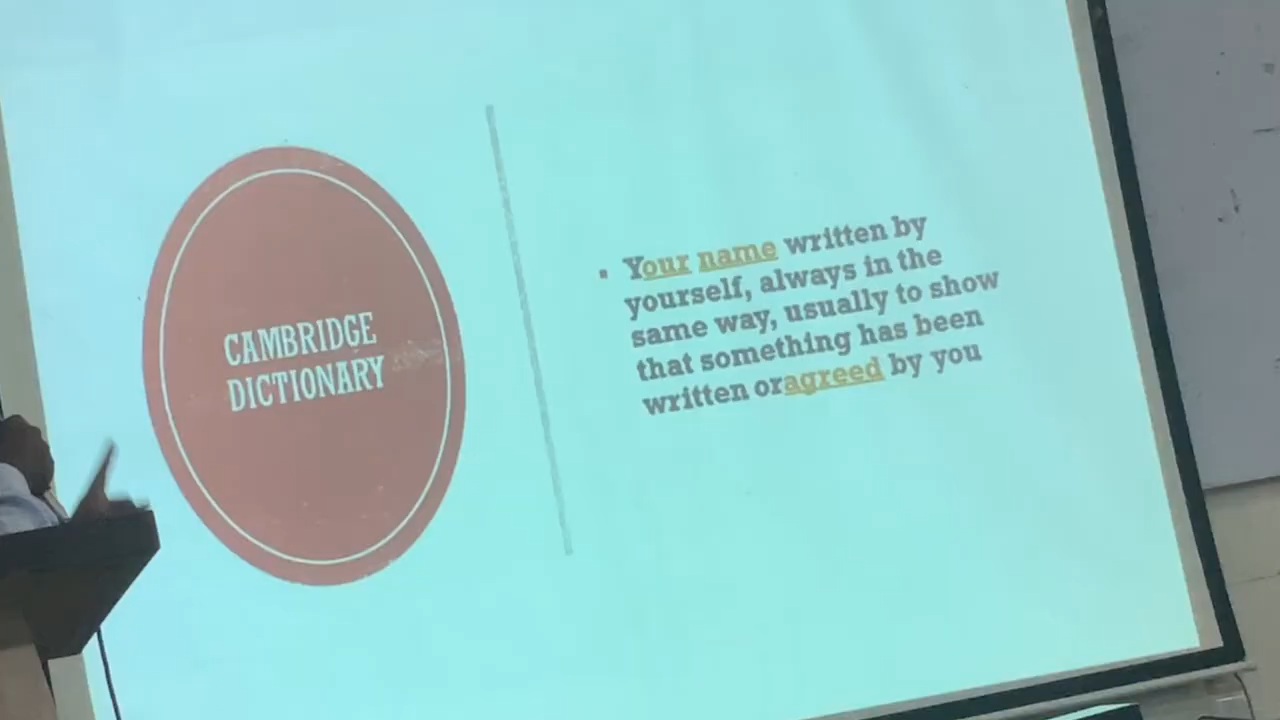 CAMBRIDGE
DICTIONARY
▪ Your name written by
yourself, always in the
same way, usually to show
that something has been
written oragreed by you